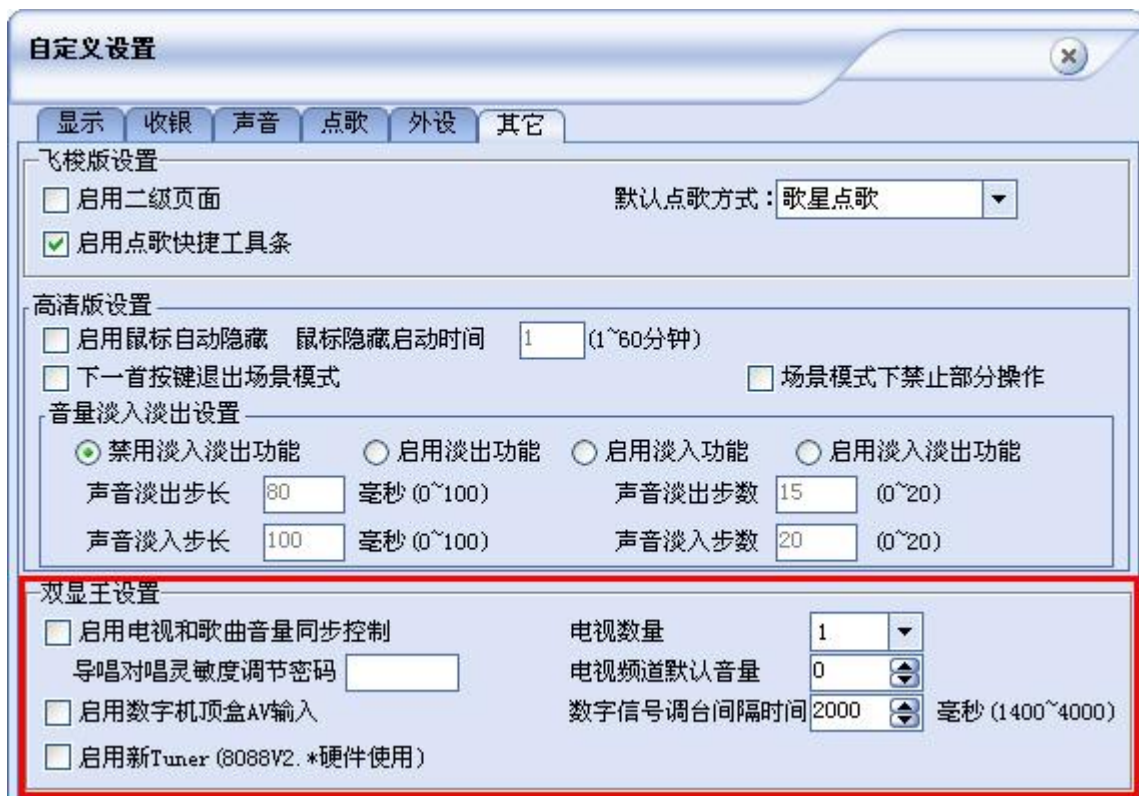 自定义设置
显示 收银 声音 点歌 外设 其它
飞梭版设置
启用二级页面 默认点歌方式：歌星点歌
启用点歌快捷工具条
高清版设置
启用鼠标自动隐藏 鼠标隐藏启动时间 1 (1~60分钟)
下一首按键退出场景模式 场景模式下禁止部分操作
音量淡入淡出设置
禁用淡入淡出功能 启用淡出功能 启用淡入功能 启用淡入淡出功能
声音淡出步长 80 毫秒(0~100) 声音淡出步数 15 (0~20)
声音淡入步长 100 毫秒(0~100) 声音淡入步数 20 (0~20)
双显王设置
启用电视和歌曲音量同步控制 电视数量 1
导唱对唱灵敏度调节密码 电视频道默认音量 0
启用数字机顶盒AV输入 数字信号调台间隔时间 2000 毫秒(1400~4000)
启用新Tuner(8088V2.*硬件使用)